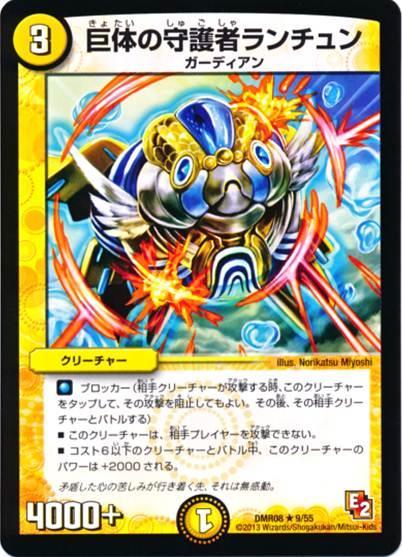 3
きょたい しゅごしゃ
巨体の守護者ランチュン
ガーディアン
クリーチャー
illus. Norikatsu Miyoshi
ブロッカー(相手クリーチャーが攻撃する時、このクリーチャー
をタップして、その攻撃を阻止してもよい。その後、その相手クリーチャー
とバトルする)
■ このクリーチャーは、相手プレイヤーを攻撃できない。
■ コスト6以下のクリーチャーとバトル中、このクリーチャーの
パワーは+2000される。
矛盾した心の苦しみが行き着く先、それは無感動。
4000+
1
DMR08 ★ 9/55
©2013 Wizards/Shogakukan/Mitsui-Kids
E2